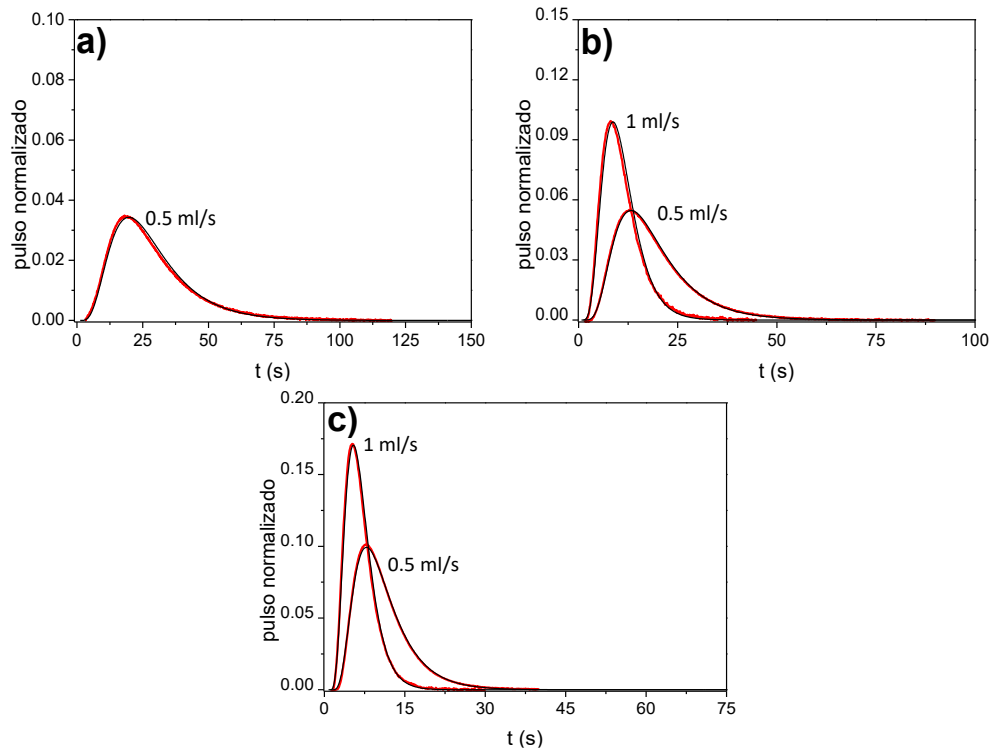 a)
0.10
0.08
0.06
0.04
0.02
0.00
pulso normalizado
0.5 ml/s
0 25 50 75 100 125 150
t (s)
b)
0.15
0.12
0.09
0.06
0.03
0.00
pulso normalizado
1 ml/s
0.5 ml/s
0 25 50 75 100
t (s)
c)
0.20
0.15
0.10
0.05
0.00
pulso normalizado
1 ml/s
0.5 ml/s
0 15 30 45 60 75
t (s)